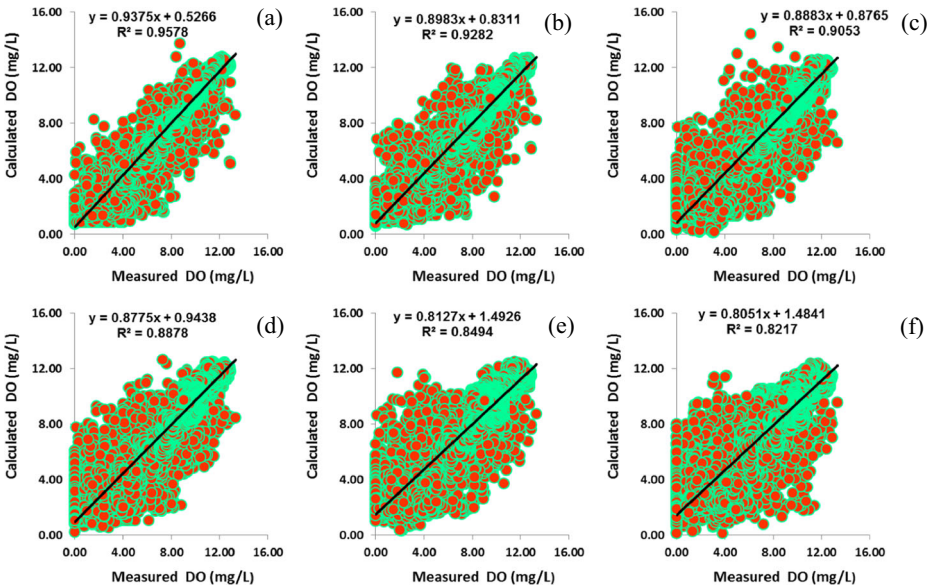 y = 0.9375x + 0.5266
R² = 0.9578
(a)
16.00
12.00
8.00
4.00
0.00
Calculated DO (mg/L)
0.00 4.00 8.00 12.00 16.00
Measured DO (mg/L)
y = 0.8983x + 0.8311
R² = 0.9282
(b)
16.00
12.00
8.00
4.00
0.00
Calculated DO (mg/L)
0.00 4.00 8.00 12.00 16.00
Measured DO (mg/L)
y = 0.8883x + 0.8765
R² = 0.9053
(c)
16.00
12.00
8.00
4.00
0.00
Calculated DO (mg/L)
0.00 4.00 8.00 12.00 16.00
Measured DO (mg/L)
y = 0.8775x + 0.9438
R² = 0.8878
(d)
16.00
12.00
8.00
4.00
0.00
Calculated DO (mg/L)
0.00 4.00 8.00 12.00 16.00
Measured DO (mg/L)
y = 0.8127x + 1.4926
R² = 0.8494
(e)
16.00
12.00
8.00
4.00
0.00
Calculated DO (mg/L)
0.00 4.00 8.00 12.00 16.00
Measured DO (mg/L)
y = 0.8051x + 1.4841
R² = 0.8217
(f)
16.00
12.00
8.00
4.00
0.00
Calculated DO (mg/L)
0.00 4.00 8.00 12.00 16.00
Measured DO (mg/L)